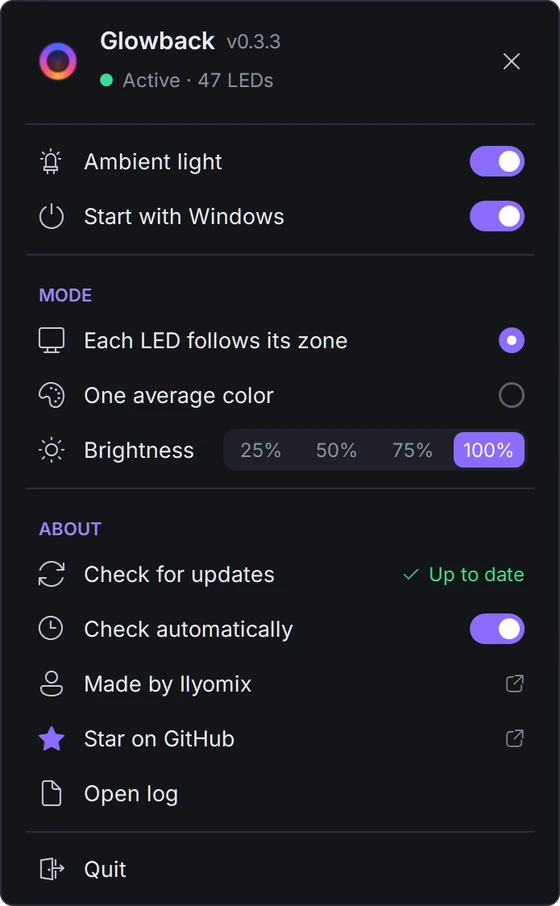 Glowback v0.3.3
Active · 47 LEDs
Ambient light
Start with Windows
MODE
Each LED follows its zone
One average color
Brightness 25% 50% 75% 100%
ABOUT
Check for updates Up to date
Check automatically
Made by Ilyomix
Star on GitHub
Open log
Quit